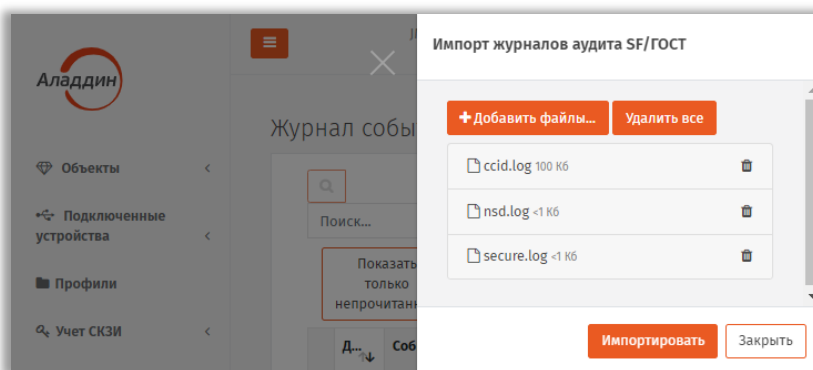 Аладдин
Объекты
Подключенные
устройства
Профили
Учет СКЗИ
Журнал собы
Поиск...
Показать
только
непрочитанн
Д...
Соб
Импорт журналов аудита SF/ГОСТ
Добавить файлы...
Удалить все
ccid.log 100 Кб
nsd.log <1 Кб
secure.log <1 Кб
Импортировать
Закрыть